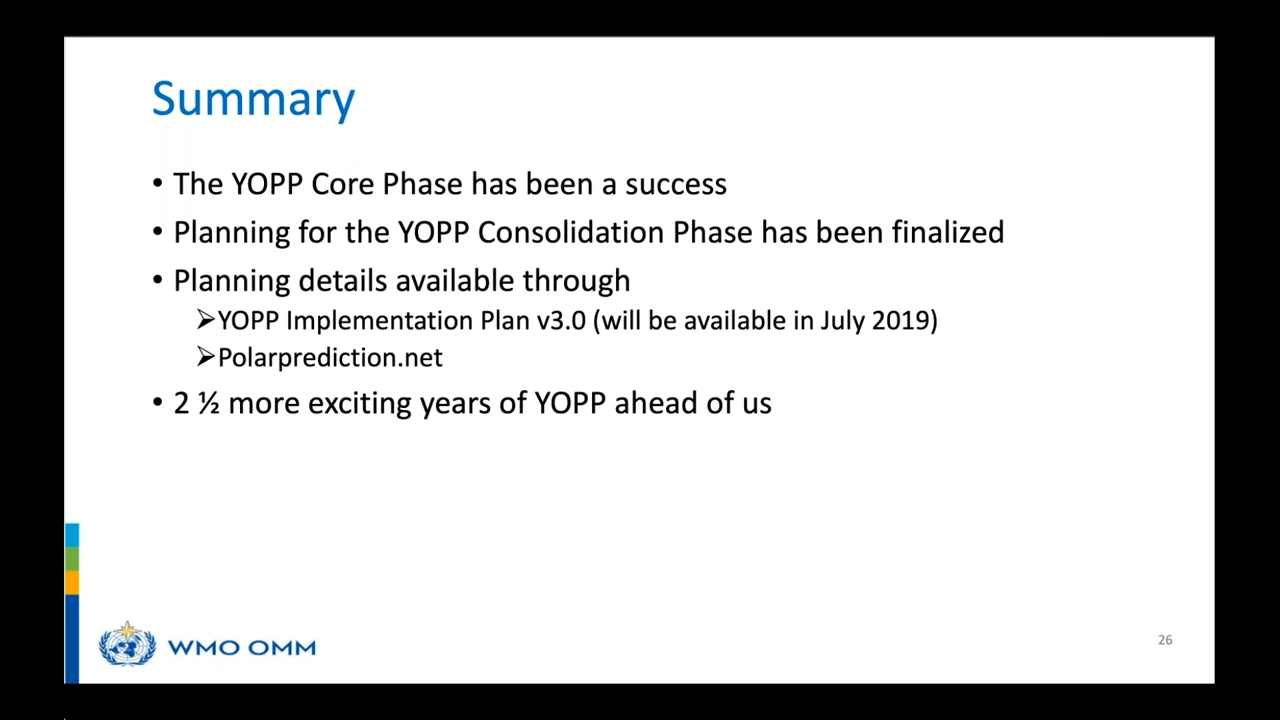 Summary
• The YOPP Core Phase has been a success
• Planning for the YOPP Consolidation Phase has been finalized
• Planning details available through
➢YOPP Implementation Plan v3.0 (will be available in July 2019)
➢Polarprediction.net
• 2 ½ more exciting years of YOPP ahead of us
WMO OMM
26